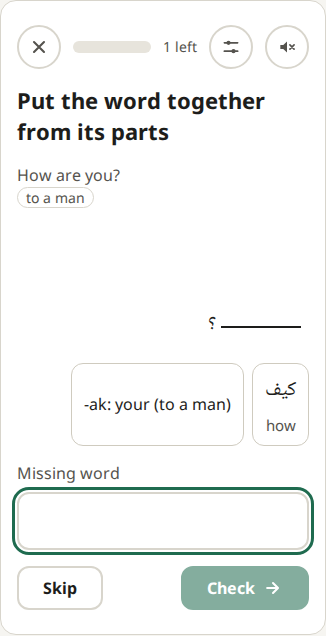 1 left
Put the word together
from its parts
How are you?
to a man
______ ؟
كيف
how
-ak: your (to a man)
Missing word
Skip
Check →